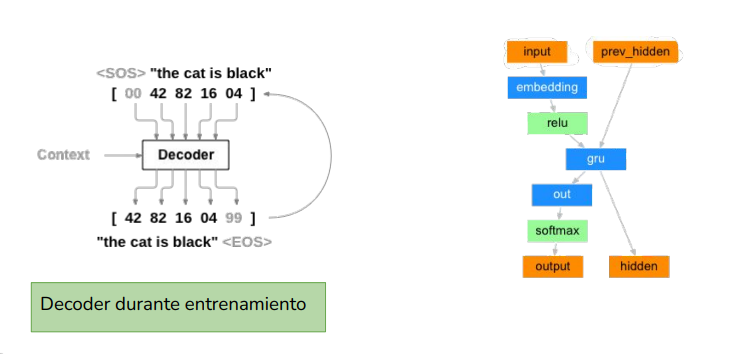 <SOS> "the cat is black"
[ 00 42 82 16 04 ]
Context
Decoder
[ 42 82 16 04 99 ]
"the cat is black" <EOS>
Decoder durante entrenamiento
input prev_hidden
embedding
relu
gru
out
softmax
output hidden